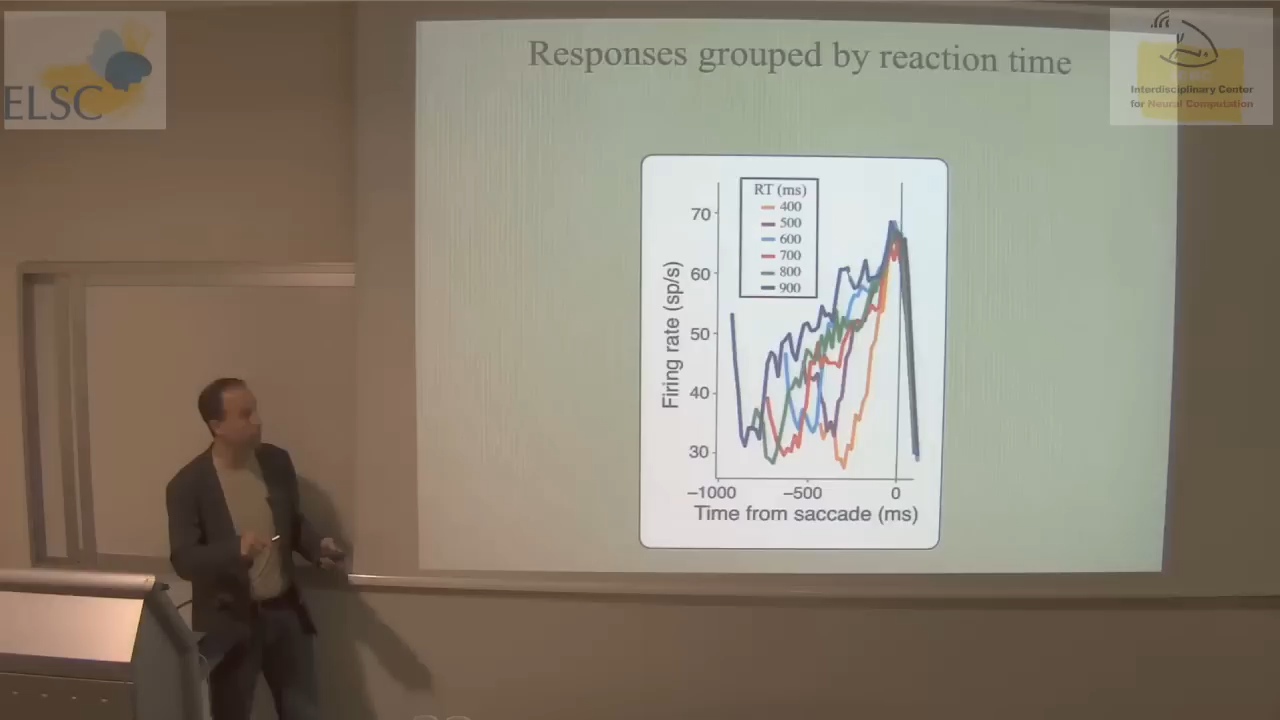 ELSC
Responses grouped by reaction time
Interdisciplinary Center
for Neural Computation
RT (ms)
400
500
600
700
800
900
70
60
50
40
30
Firing rate (sp/s)
–1000 –500 0
Time from saccade (ms)